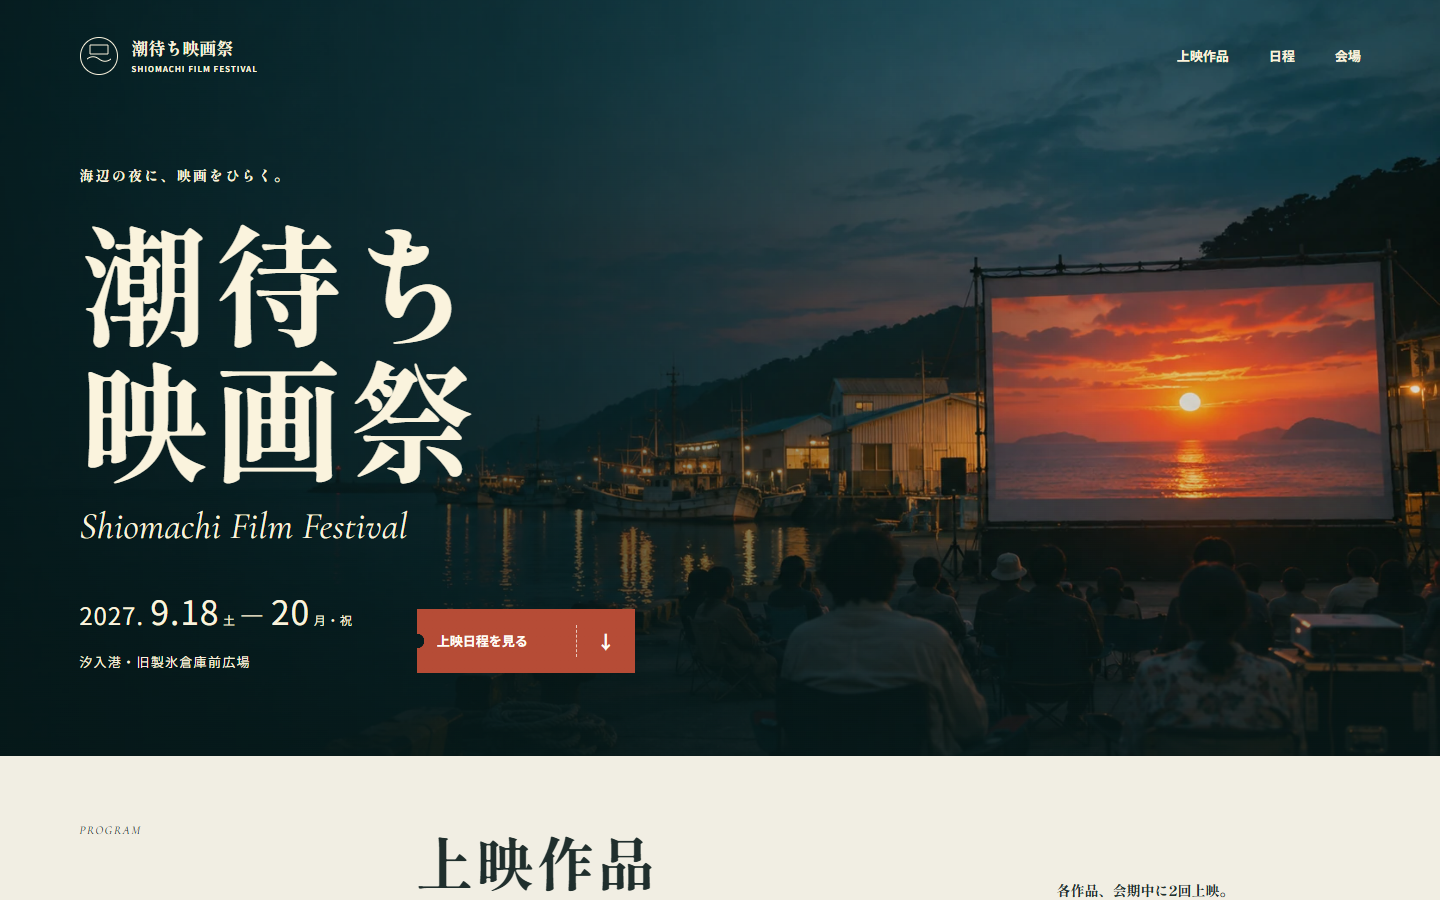 潮待ち映画祭
SHIOMACHI FILM FESTIVAL
上映作品
日程
会場
海辺の夜に、映画をひらく。
潮待ち
映画祭
Shiomachi Film Festival
2027. 9.18 土 — 20 月・祝
汐入港・旧製氷倉庫前広場
上映日程を見る ↓
PROGRAM
上映作品
各作品、会期中に2回上映。